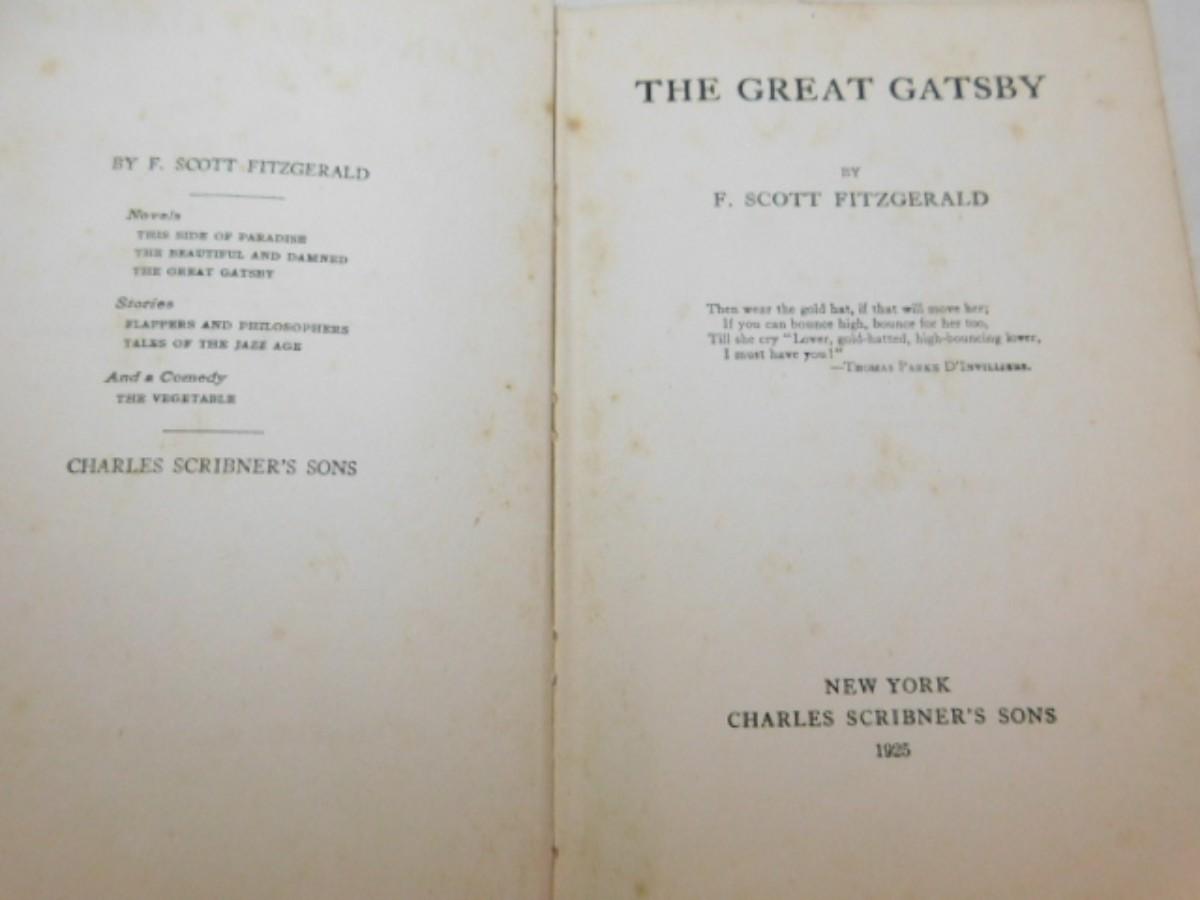 BY F. SCOTT FITZGERALD
Novels
THIS SIDE OF PARADISE
THE BEAUTIFUL AND DAMNED
THE GREAT GATSBY
Stories
FLAPPERS AND PHILOSOPHERS
TALES OF THE JAZZ AGE
And a Comedy
THE VEGETABLE
CHARLES SCRIBNER'S SONS
THE GREAT GATSBY
BY
F. SCOTT FITZGERALD
Then wear the gold hat, if that will move her;
If you can bounce high, bounce for her too,
Till she cry "Lover, gold-hatted, high-bouncing lover,
I must have you!"
—THOMAS PARKE D'INVILLIERS.
NEW YORK
CHARLES SCRIBNER'S SONS
1925